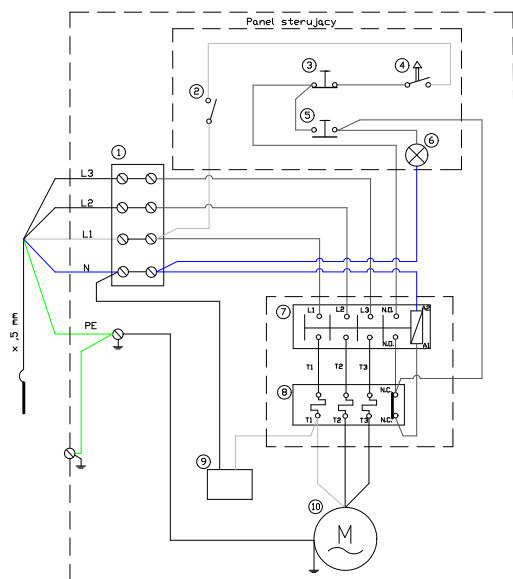 Panel sterujacy
3
4
2
5
6
1
L3
L2
L1
N
PE
x ,5 mm
7
L1 L2 L3 N.O. A2
N.O. A1
T1 T2 T3
8
N.C.
T1 T2 T3 N.C.
9
10
M